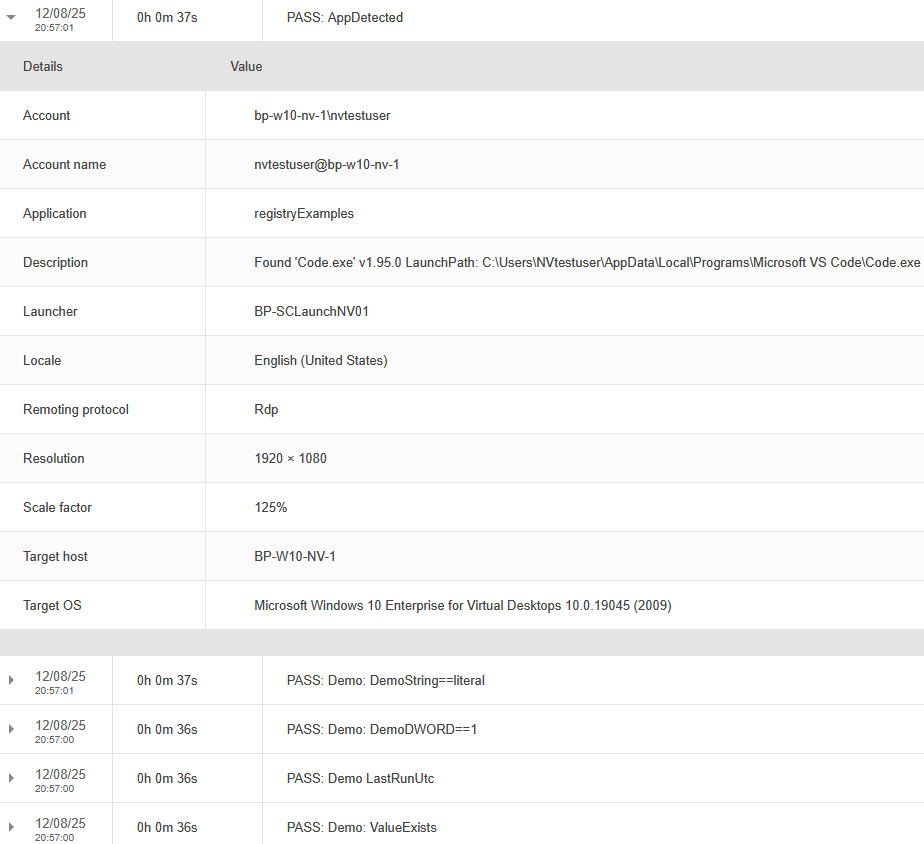 12/08/25 0h 0m 37s PASS: AppDetected
20:57:01
Details Value
Account bp-w10-nv-1\nvtestuser
Account name nvtestuser@bp-w10-nv-1
Application registryExamples
Description Found 'Code.exe' v1.95.0 LaunchPath: C:\Users\NVtestuser\AppData\Local\Programs\Microsoft VS Code\Code.exe
Launcher BP-SCLaunchNV01
Locale English (United States)
Remoting protocol Rdp
Resolution 1920 × 1080
Scale factor 125%
Target host BP-W10-NV-1
Target OS Microsoft Windows 10 Enterprise for Virtual Desktops 10.0.19045 (2009)
12/08/25 0h 0m 37s PASS: Demo: DemoString==literal
20:57:01
12/08/25 0h 0m 36s PASS: Demo: DemoDWORD==1
20:57:00
12/08/25 0h 0m 36s PASS: Demo LastRunUtc
20:57:00
12/08/25 0h 0m 36s PASS: Demo: ValueExists
20:57:00